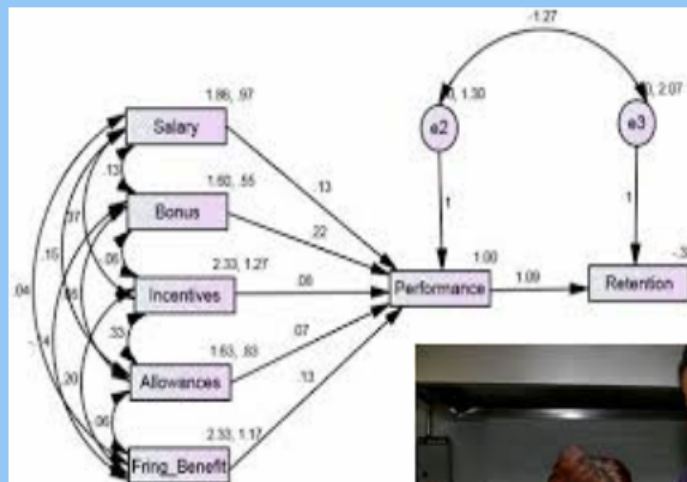 -1.27
1.86, .97
0, 1.30
0, 2.07
e2
e3
Salary
.13
.13
1
1
1.60, .55
Bonus
.22
.37
.15
-.06
2.33, 1.27
1.00
Incentives
.08
Performance
1.09
Retention
.04
.33
1.63, .83
.07
Allowances
.13
.20
.06
2.33, 1.17
Fring_Benefit